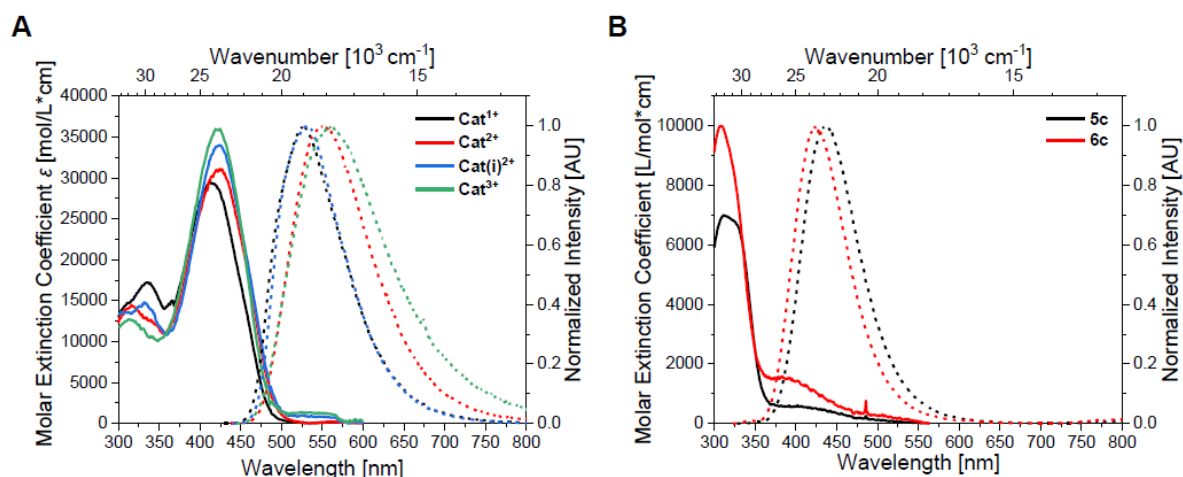 A
Wavenumber [10³ cm⁻¹]
30 25 20 15
Molar Extinction Coefficient ε [mol/L*cm]
40000
35000
30000
25000
20000
15000
10000
5000
0
Cat¹⁺
Cat²⁺
Cat(i)²⁺
Cat³⁺
1.0
0.8
0.6
0.4
0.2
0.0
Normalized Intensity [AU]
300 350 400 450 500 550 600 650 700 750 800
Wavelength [nm]
B
Wavenumber [10³ cm⁻¹]
30 25 20 15
Molar Extinction Coefficient [L/mol*cm]
10000
8000
6000
4000
2000
0
5c
6c
1.0
0.8
0.6
0.4
0.2
0.0
Normalized Intensity [AU]
300 350 400 450 500 550 600 650 700 750 800
Wavelength [nm]